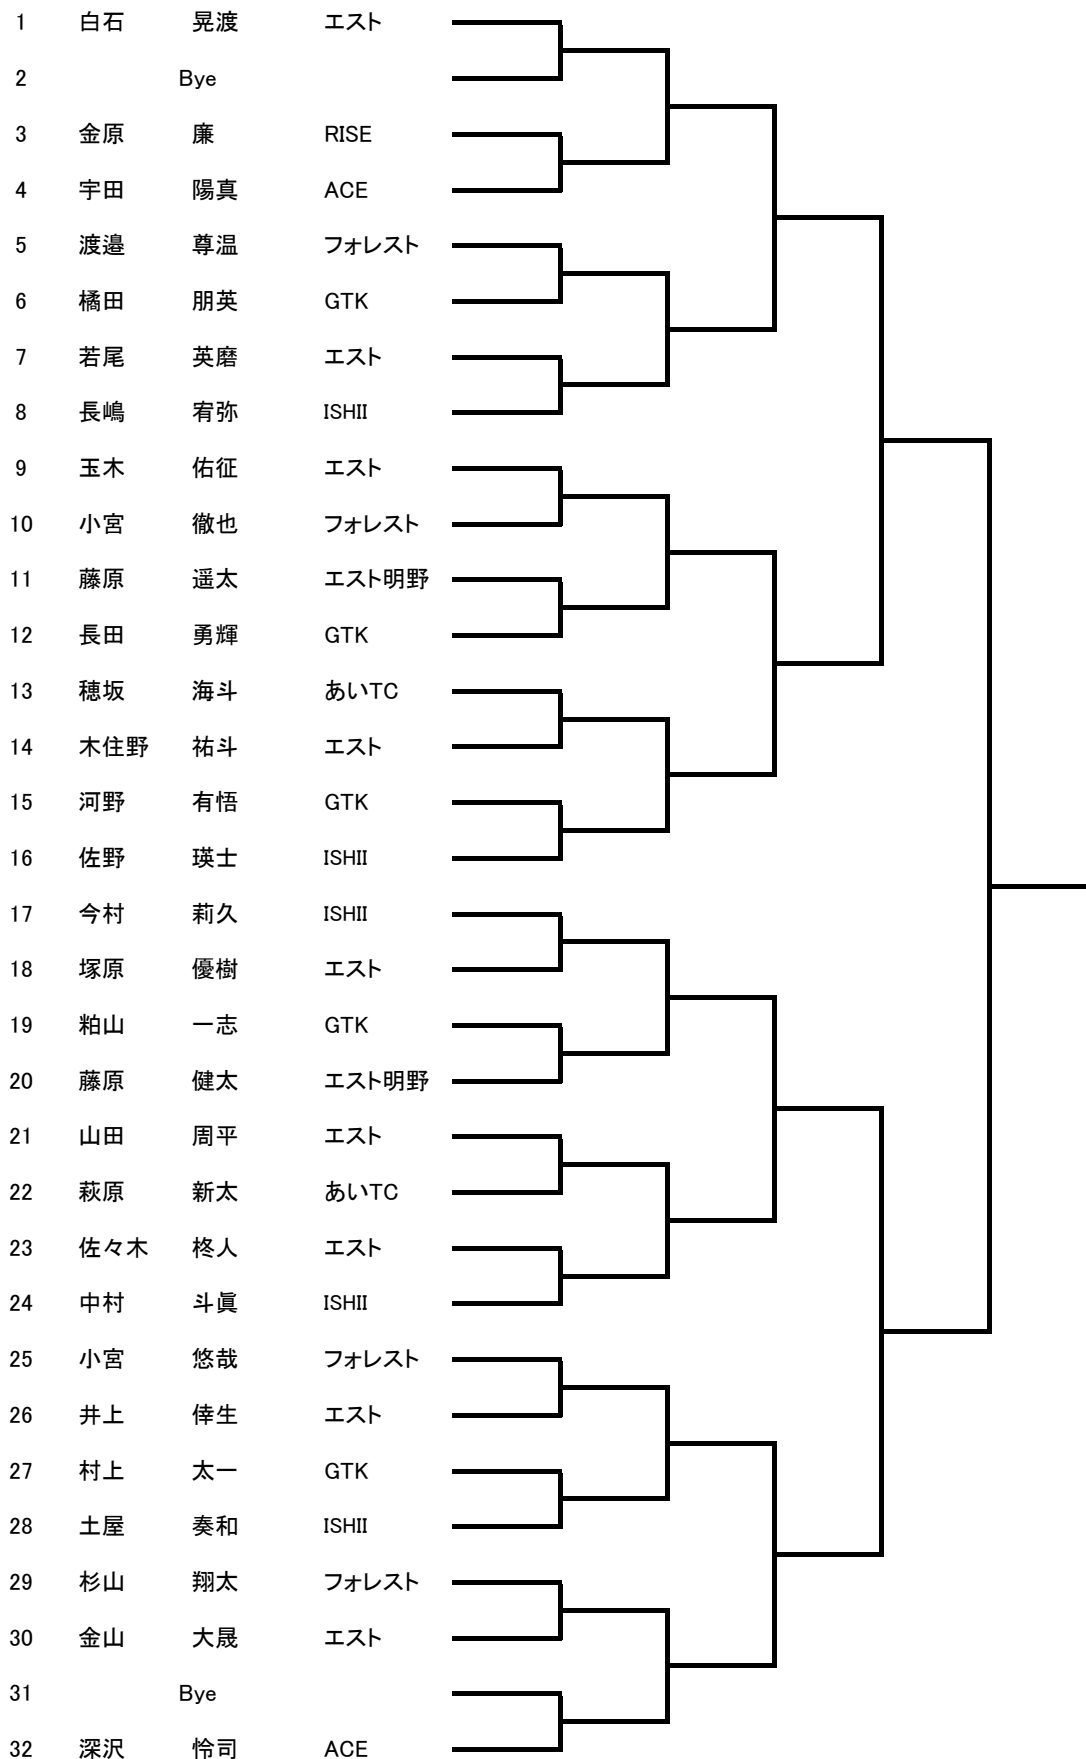 1 白石 晃渡 エスト
2 Bye
3 金原 廉 RISE
4 宇田 陽真 ACE
5 渡邉 尊温 フォレスト
6 橘田 朋英 GTK
7 若尾 英磨 エスト
8 長嶋 宥弥 ISHII
9 玉木 佑征 エスト
10 小宮 徹也 フォレスト
11 藤原 遥太 エスト明野
12 長田 勇輝 GTK
13 穂坂 海斗 あいTC
14 木住野 祐斗 エスト
15 河野 有悟 GTK
16 佐野 瑛士 ISHII
17 今村 莉久 ISHII
18 塚原 優樹 エスト
19 粕山 一志 GTK
20 藤原 健太 エスト明野
21 山田 周平 エスト
22 萩原 新太 あいTC
23 佐々木 柊人 エスト
24 中村 斗眞 ISHII
25 小宮 悠哉 フォレスト
26 井上 倖生 エスト
27 村上 太一 GTK
28 土屋 奏和 ISHII
29 杉山 翔太 フォレスト
30 金山 大晟 エスト
31 Bye
32 深沢 怜司 ACE